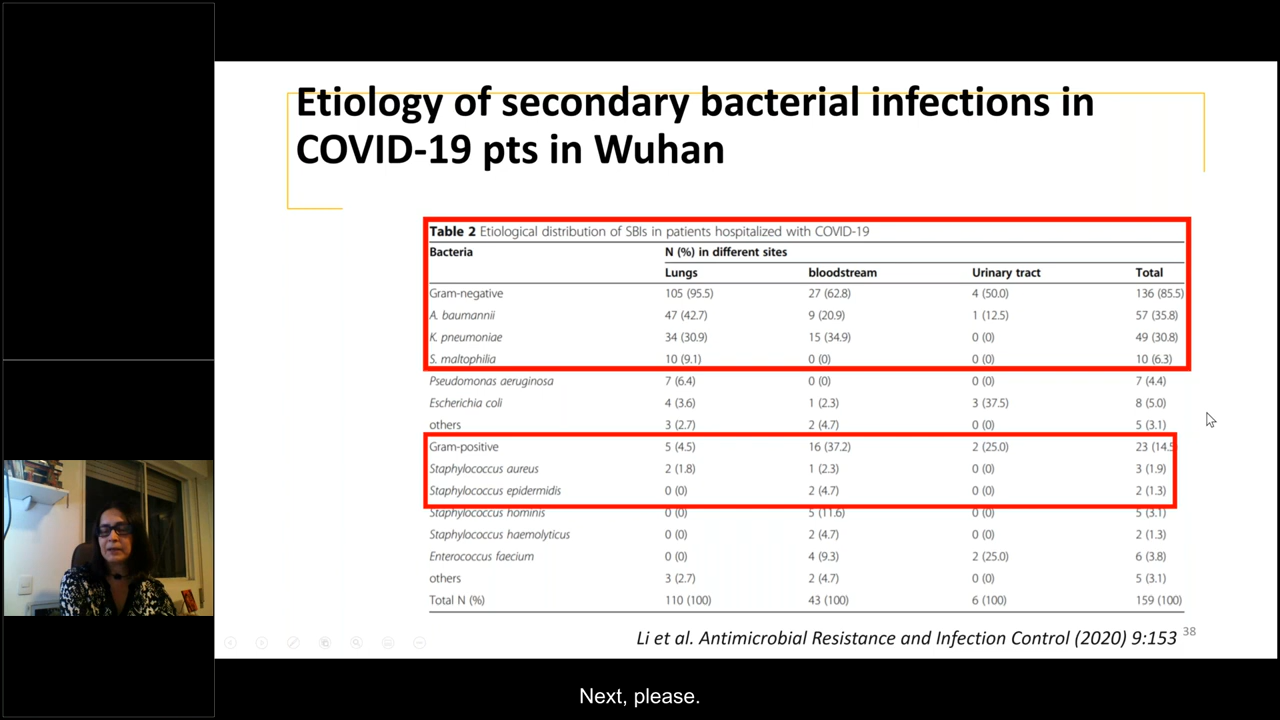 Etiology of secondary bacterial infections in
COVID-19 pts in Wuhan
Table 2 Etiological distribution of SBIs in patients hospitalized with COVID-19
Bacteria N (%) in different sites
Lungs bloodstream Urinary tract Total
Gram-negative 105 (95.5) 27 (62.8) 4 (50.0) 136 (85.5)
A. baumannii 47 (42.7) 9 (20.9) 1 (12.5) 57 (35.8)
K. pneumoniae 34 (30.9) 15 (34.9) 0 (0) 49 (30.8)
S. maltophilia 10 (9.1) 0 (0) 0 (0) 10 (6.3)
Pseudomonas aeruginosa 7 (6.4) 0 (0) 0 (0) 7 (4.4)
Escherichia coli 4 (3.6) 1 (2.3) 3 (37.5) 8 (5.0)
others 3 (2.7) 2 (4.7) 0 (0) 5 (3.1)
Gram-positive 5 (4.5) 16 (37.2) 2 (25.0) 23 (14.5
Staphylococcus aureus 2 (1.8) 1 (2.3) 0 (0) 3 (1.9)
Staphylococcus epidermidis 0 (0) 2 (4.7) 0 (0) 2 (1.3)
Staphylococcus hominis 0 (0) 5 (11.6) 0 (0) 5 (3.1)
Staphylococcus haemolyticus 0 (0) 2 (4.7) 0 (0) 2 (1.3)
Enterococcus faecium 0 (0) 4 (9.3) 2 (25.0) 6 (3.8)
others 3 (2.7) 2 (4.7) 0 (0) 5 (3.1)
Total N (%) 110 (100) 43 (100) 6 (100) 159 (100)
Li et al. Antimicrobial Resistance and Infection Control (2020) 9:153 38
Next, please.